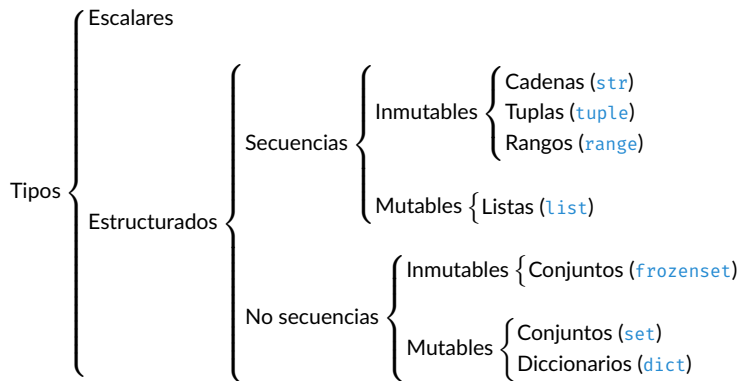 Tipos
Escalares
Estructurados
Secuencias
Inmutables
Cadenas (str)
Tuplas (tuple)
Rangos (range)
Mutables
Listas (list)
No secuencias
Inmutables
Conjuntos (frozenset)
Mutables
Conjuntos (set)
Diccionarios (dict)